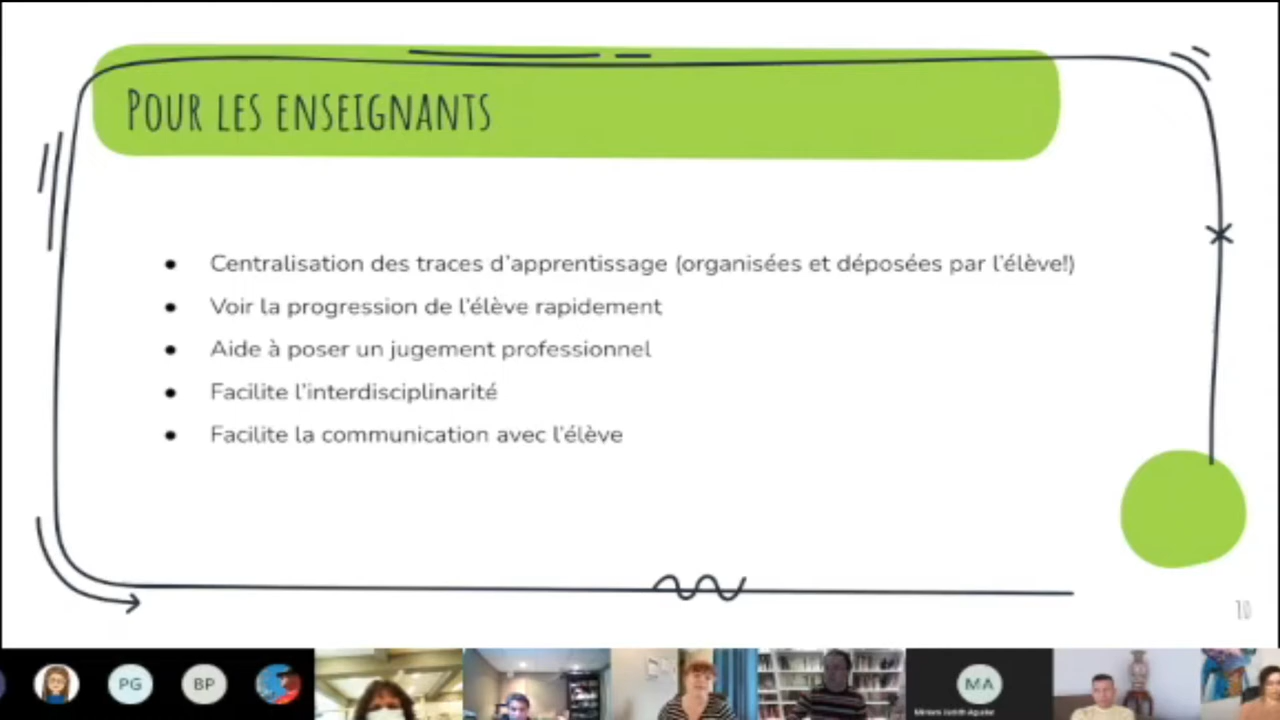 Pour les enseignants
● Centralisation des traces d'apprentissage (organisées et déposées par l'élève!)
● Voir la progression de l'élève rapidement
● Aide à poser un jugement professionnel
● Facilite l'interdisciplinarité
● Facilite la communication avec l'élève
10
PG
BP
MA